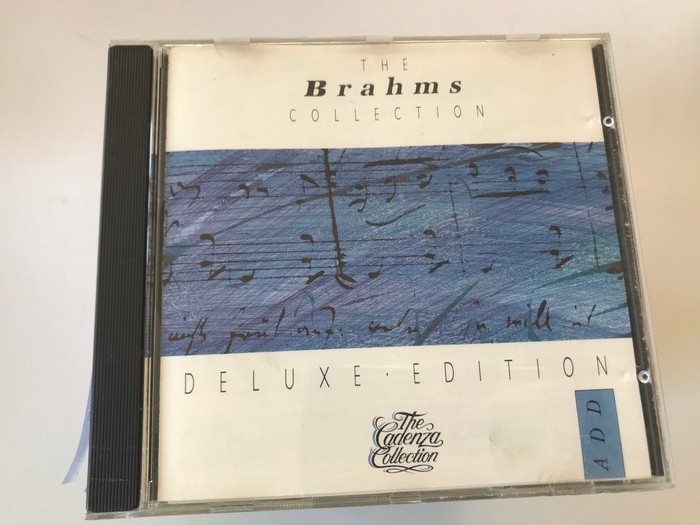 THE
Brahms
COLLECTION
DELUXE · EDITION
The
Cadenza
Collection
ADD